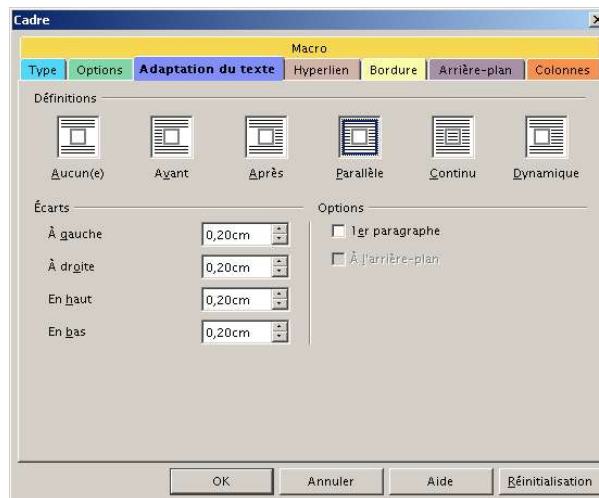 Cadre
Macro
Type Options Adaptation du texte Hyperlien Bordure Arrière-plan Colonnes
Définitions
Aucun(e) Avant Après Parallèle Continu Dynamique
Écarts Options
À gauche 0,20cm 1er paragraphe
À droite 0,20cm À l'arrière-plan
En haut 0,20cm
En bas 0,20cm
OK Annuler Aide Réinitialisation